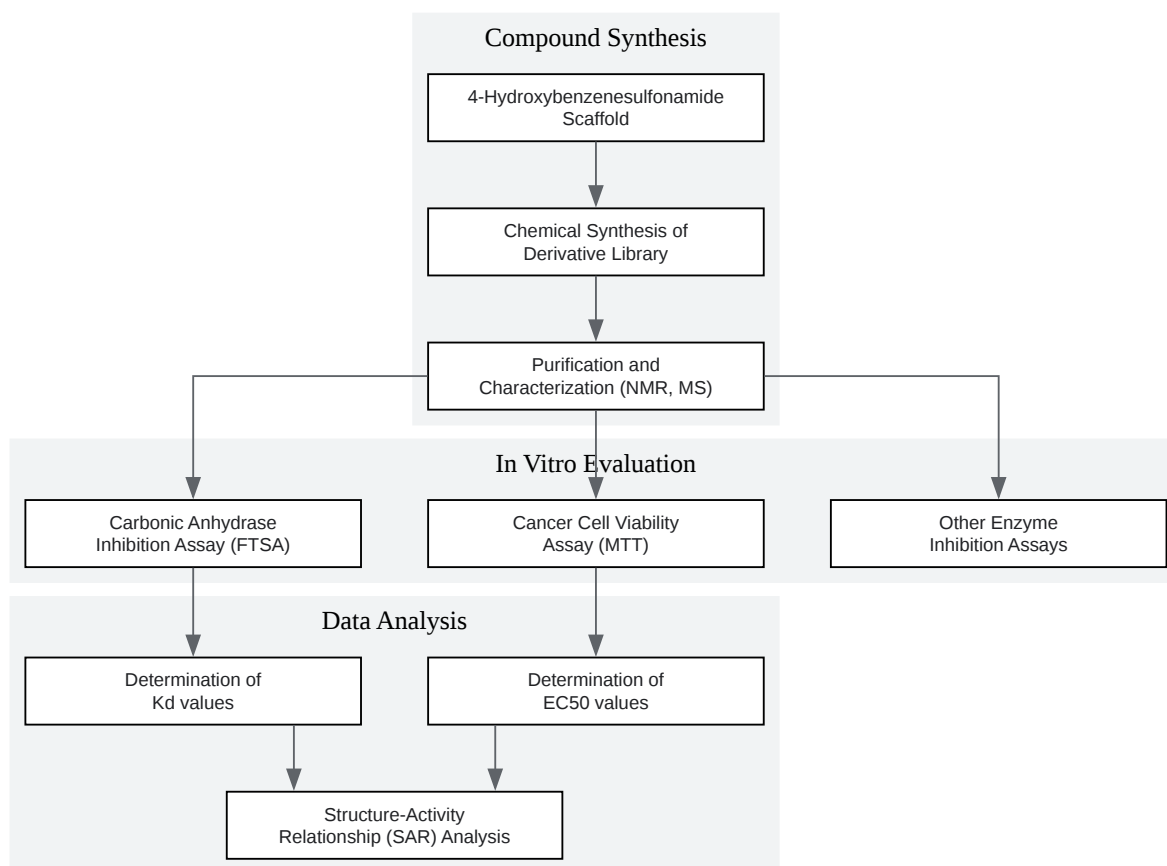 Compound Synthesis
4-Hydroxybenzenesulfonamide
Scaffold
Chemical Synthesis of
Derivative Library
Purification and
Characterization (NMR, MS)
In Vitro Evaluation
Carbonic Anhydrase
Inhibition Assay (FTSA)
Cancer Cell Viability
Assay (MTT)
Other Enzyme
Inhibition Assays
Data Analysis
Determination of
Kd values
Determination of
EC50 values
Structure-Activity
Relationship (SAR) Analysis